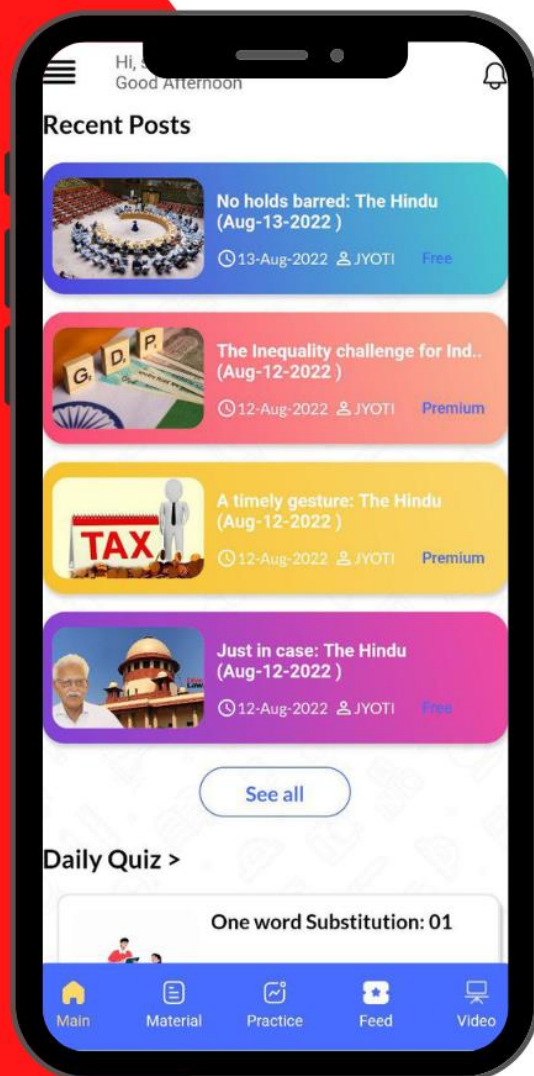 Hi,
Good Afternoon
Recent Posts
No holds barred: The Hindu
(Aug-13-2022 )
13-Aug-2022 JYOTI Free
The Inequality challenge for Ind..
(Aug-12-2022 )
12-Aug-2022 JYOTI Premium
GDP
A timely gesture: The Hindu
(Aug-12-2022 )
12-Aug-2022 JYOTI Premium
TAX
Just in case: The Hindu
(Aug-12-2022 )
12-Aug-2022 JYOTI Free
See all
Daily Quiz >
One word Substitution: 01
Main Material Practice Feed Video